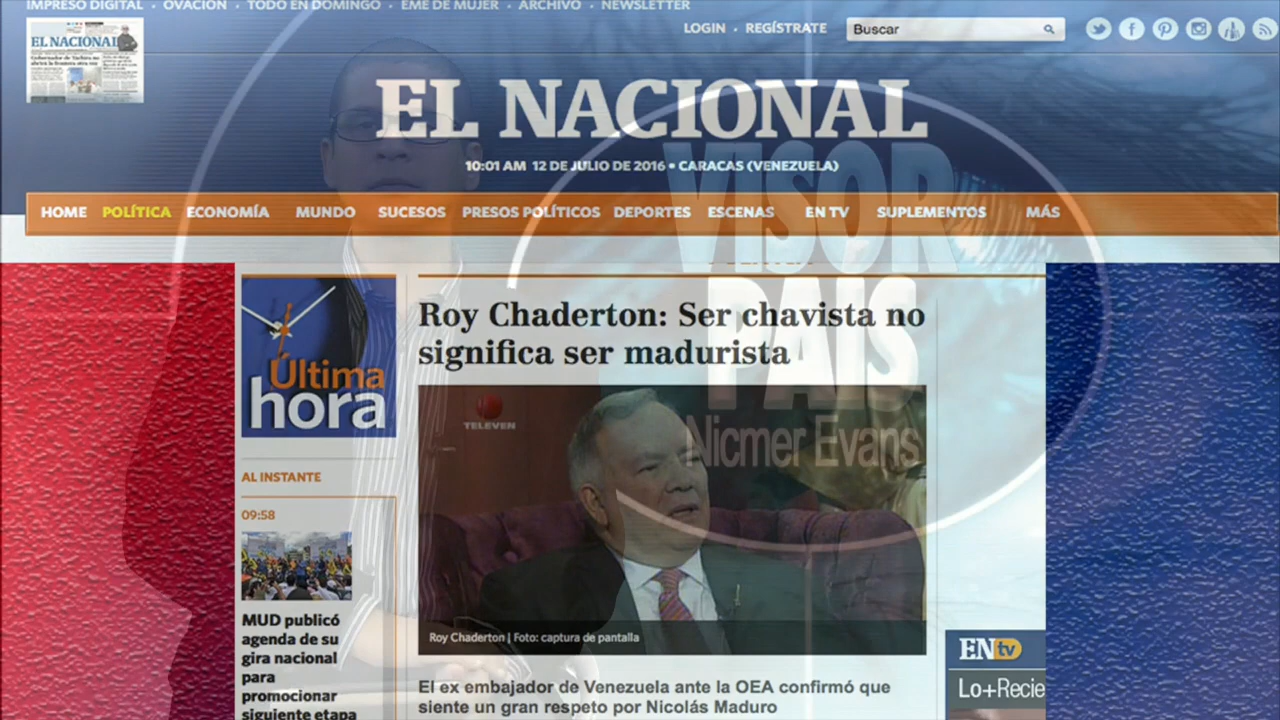 IMPRESO DIGITAL • OVACIÓN • TODO EN DOMINGO • EME DE MUJER • ARCHIVO • NEWSLETTER
LOGIN • REGÍSTRATE
Buscar
EL NACIONAL
EL NACIONAL
10:01 AM 12 DE JULIO DE 2016 • CARACAS (VENEZUELA)
HOME POLÍTICA ECONOMÍA MUNDO SUCESOS PRESOS POLÍTICOS DEPORTES ESCENAS EN TV SUPLEMENTOS MÁS
VISOR
PAÍS
Nicmer Evans
Última
hora
AL INSTANTE
09:58
MUD publicó
agenda de su
gira nacional
para
promocionar
siguiente etapa
Roy Chaderton: Ser chavista no
significa ser madurista
TELEVEN
Roy Chaderton | Foto: captura de pantalla
El ex embajador de Venezuela ante la OEA confirmó que
siente un gran respeto por Nicolás Maduro
EN tv
Lo+Recie